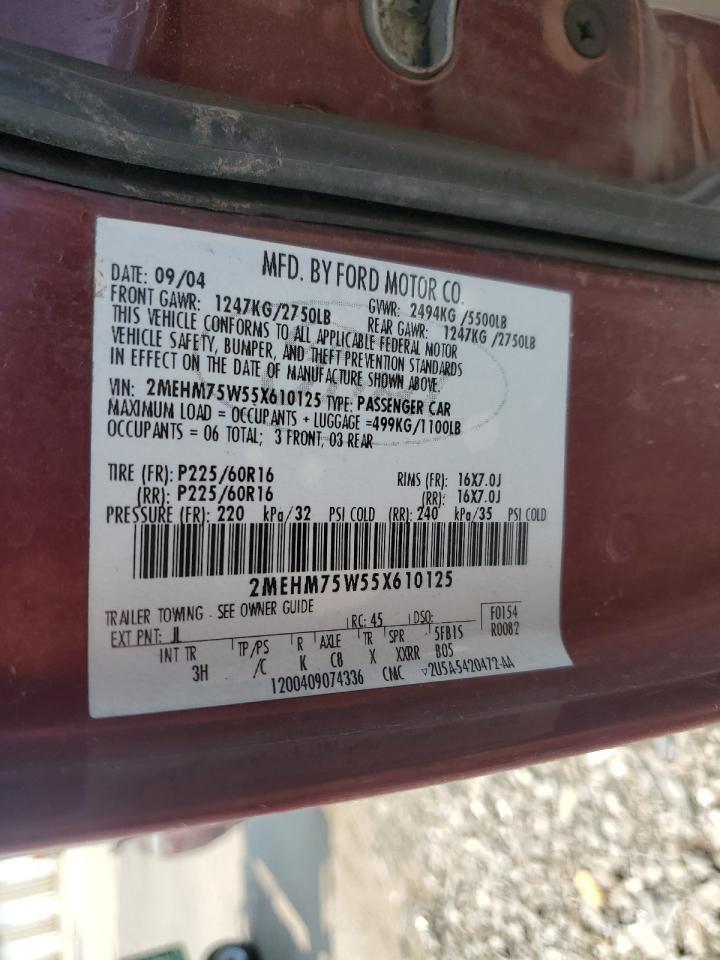 MFD. BY FORD MOTOR CO.
DATE: 09/04 GVWR: 2494KG /5500LB
FRONT GAWR: 1247KG/2750LB REAR GAWR: 1247KG /2750LB
THIS VEHICLE CONFORMS TO ALL APPLICABLE FEDERAL MOTOR
VEHICLE SAFETY, BUMPER, AND THEFT PREVENTION STANDARDS
IN EFFECT ON THE DATE OF MANUFACTURE SHOWN ABOVE.
VIN: 2MEHM75W55X610125 TYPE: PASSENGER CAR
MAXIMUM LOAD = OCCUPANTS + LUGGAGE =499KG/1100LB
OCCUPANTS = 06 TOTAL; 3 FRONT, 03 REAR
TIRE (FR): P225/60R16 RIMS (FR): 16X7.0J
(RR): P225/60R16 (RR): 16X7.0J
PRESSURE (FR): 220 kPa/32 PSI COLD (RR): 240 kPa/35 PSI COLD
2MEHM75W55X610125
TRAILER TOWING - SEE OWNER GUIDE
EXT PNT: JL RC: 45 DSO: F0154
R0082
INT TR TP/PS R AXLE TR SPR 5FB1S
3H /C K C8 X XXRR B05
1200409074336 CMC ▽2U5A-5420472-AA